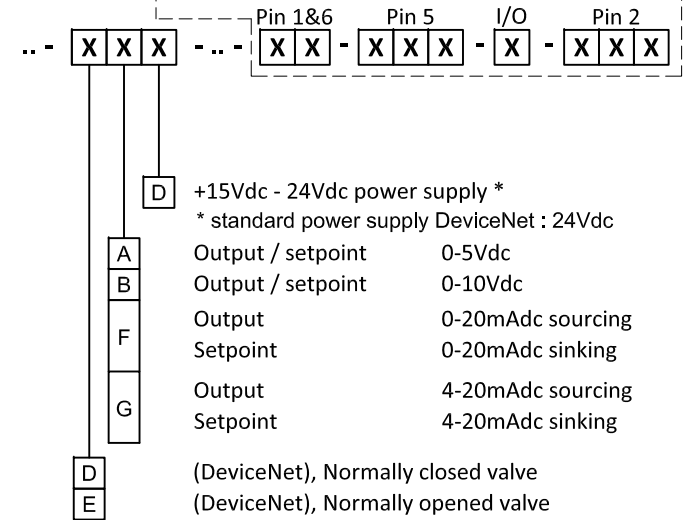 Pin 1&6 Pin 5 I/O Pin 2
.. - X X X - .. - X X - X X X - X - X X X
D +15Vdc - 24Vdc power supply *
* standard power supply DeviceNet : 24Vdc
A Output / setpoint 0-5Vdc
B Output / setpoint 0-10Vdc
F Output 0-20mAdc sourcing
Setpoint 0-20mAdc sinking
G Output 4-20mAdc sourcing
Setpoint 4-20mAdc sinking
D (DeviceNet), Normally closed valve
E (DeviceNet), Normally opened valve